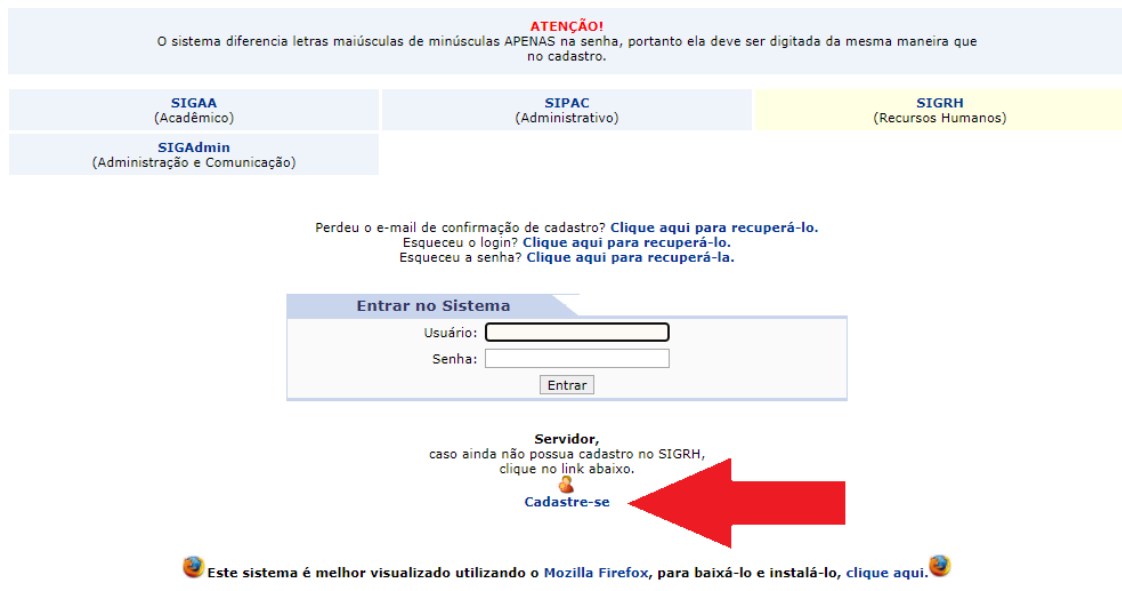 ATENÇÃO!
O sistema diferencia letras maiúsculas de minúsculas APENAS na senha, portanto ela deve ser digitada da mesma maneira que
no cadastro.
SIGAA
(Acadêmico)
SIPAC
(Administrativo)
SIGRH
(Recursos Humanos)
SIGAdmin
(Administração e Comunicação)
Perdeu o e-mail de confirmação de cadastro? Clique aqui para recuperá-lo.
Esqueceu o login? Clique aqui para recuperá-lo.
Esqueceu a senha? Clique aqui para recuperá-la.
Entrar no Sistema
Usuário:
Senha:
Entrar
Servidor,
caso ainda não possua cadastro no SIGRH,
clique no link abaixo.
Cadastre-se
Este sistema é melhor visualizado utilizando o Mozilla Firefox, para baixá-lo e instalá-lo, clique aqui.